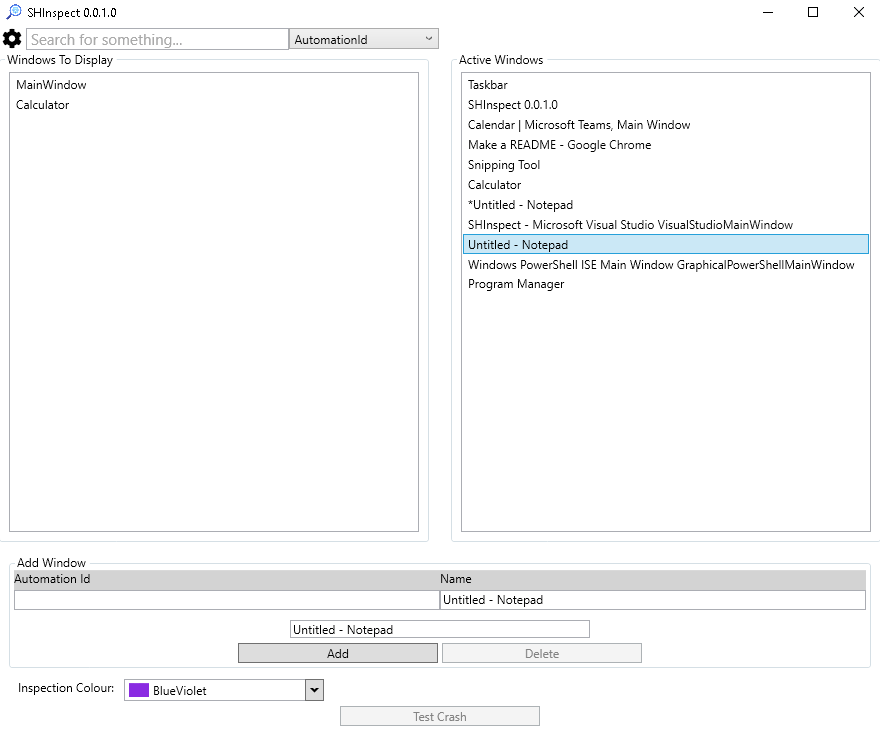 SHInspect 0.0.1.0
Search for something...
AutomationId
Windows To Display
MainWindow
Calculator
Active Windows
Taskbar
SHInspect 0.0.1.0
Calendar | Microsoft Teams, Main Window
Make a README - Google Chrome
Snipping Tool
Calculator
*Untitled - Notepad
SHInspect - Microsoft Visual Studio VisualStudioMainWindow
Untitled - Notepad
Windows PowerShell ISE Main Window GraphicalPowerShellMainWindow
Program Manager
Add Window
Automation Id
Name
Untitled - Notepad
Untitled - Notepad
Add
Delete
Inspection Colour:
BlueViolet
Test Crash